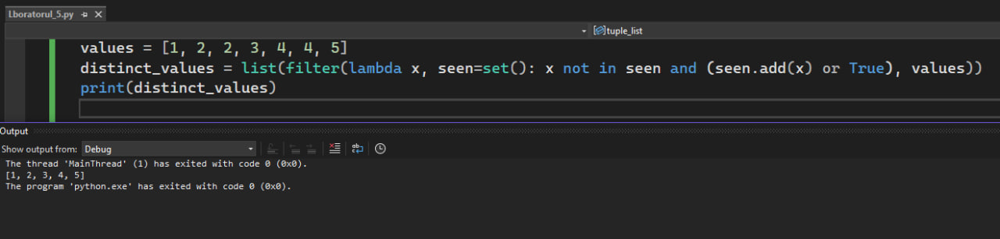 Lboratorul_5.py
tuple_list
values = [1, 2, 2, 3, 4, 4, 5]
distinct_values = list(filter(lambda x, seen=set(): x not in seen and (seen.add(x) or True), values))
print(distinct_values)
Output
Show output from: Debug
The thread 'MainThread' (1) has exited with code 0 (0x0).
[1, 2, 3, 4, 5]
The program 'python.exe' has exited with code 0 (0x0).